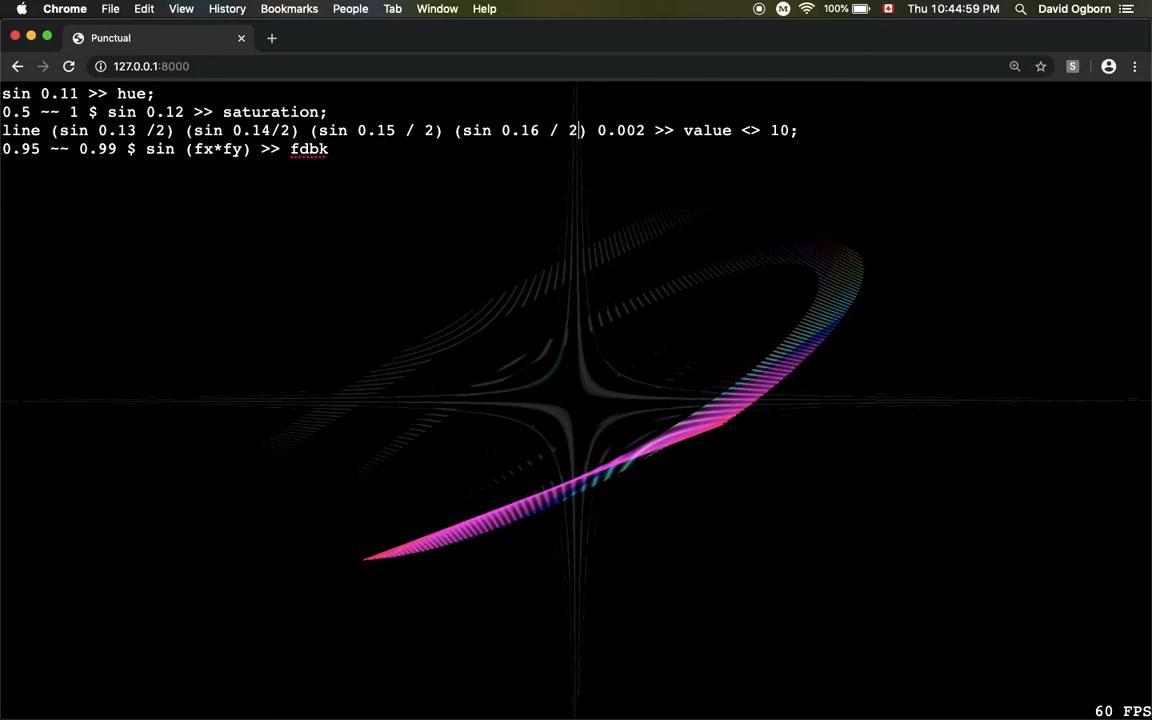 Chrome File Edit View History Bookmarks People Tab Window Help 100% Thu 10:44:59 PM David Ogborn
Punctual
127.0.0.1:8000 S
sin 0.11 >> hue;
0.5 ~~ 1 $ sin 0.12 >> saturation;
line (sin 0.13 /2) (sin 0.14/2) (sin 0.15 / 2) (sin 0.16 / 2) 0.002 >> value <> 10;
0.95 ~~ 0.99 $ sin (fx*fy) >> fdbk
60 FPS